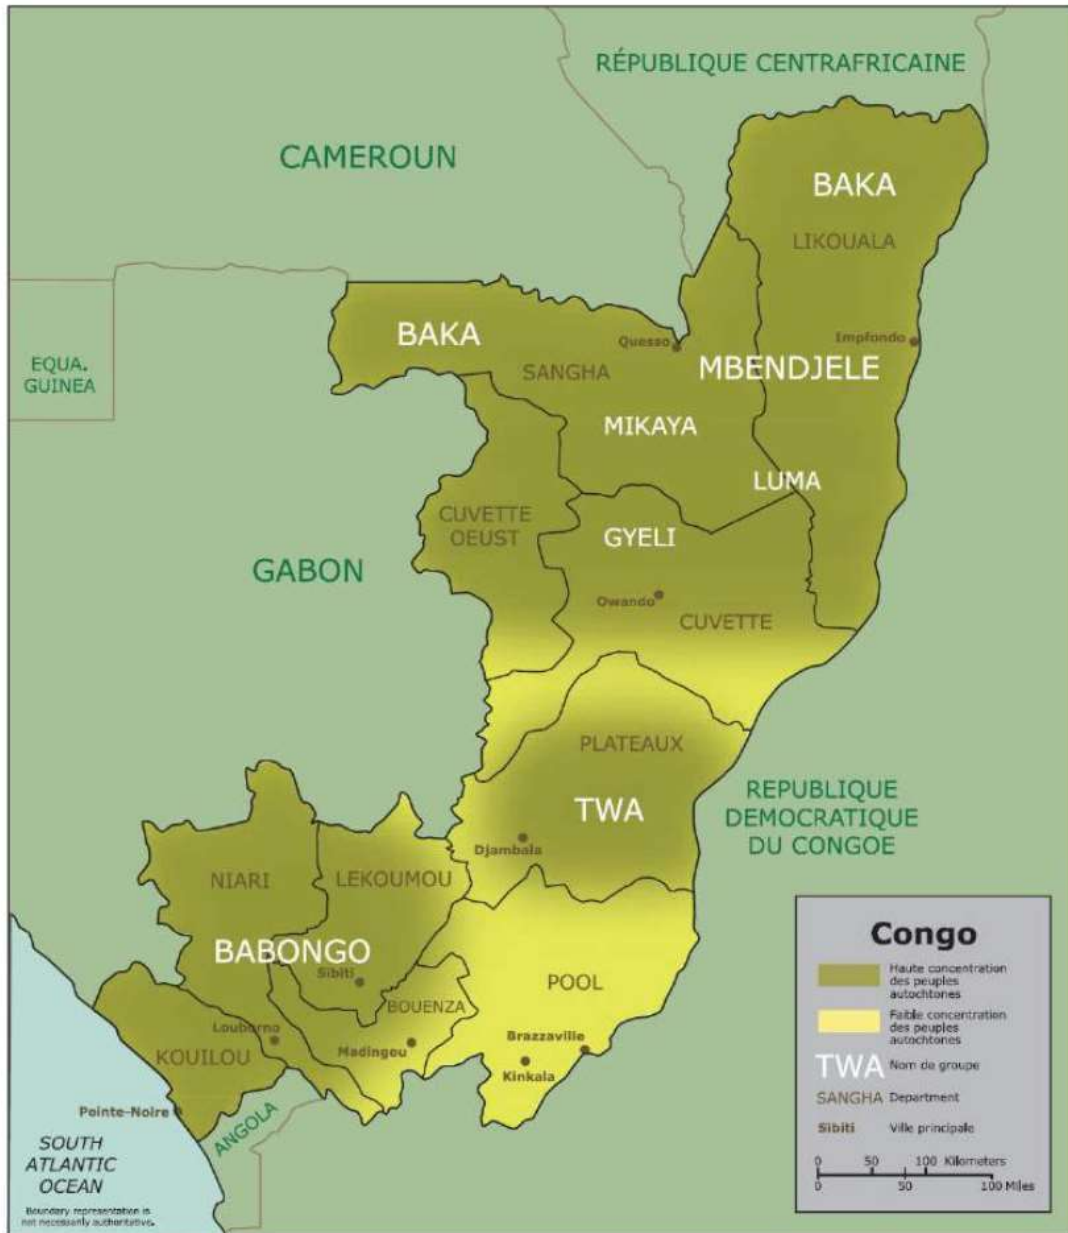 RÉPUBLIQUE CENTRAFRICAINE
CAMEROUN
BAKA
LIKOUALA
BAKA
Quesso
Impfondo
MBENDJELE
EQUA.
GUINEA
SANGHA
MIKAYA
LUMA
CUVETTE
OEUST
GYELI
GABON
Owando
CUVETTE
PLATEAUX
TWA
REPUBLIQUE
DEMOCRATIQUE
DU CONGOE
Djambala
NIARI
LEKOUMOU
BABONGO
Sibiti
BOUENZA
POOL
Loubomo
Madingou
Brazzaville
Kinkala
KOUILOU
Pointe-Noire
ANGOLA
SOUTH
ATLANTIC
OCEAN
Boundary representation is
not necessarily authoritative.
Congo
Haute concentration
des peuples
autochtones
Faible concentration
des peuples
autochtones
TWA Nom de groupe
SANGHA Department
Sibiti Ville principale
0 50 100 Kilometers
0 50 100 Miles